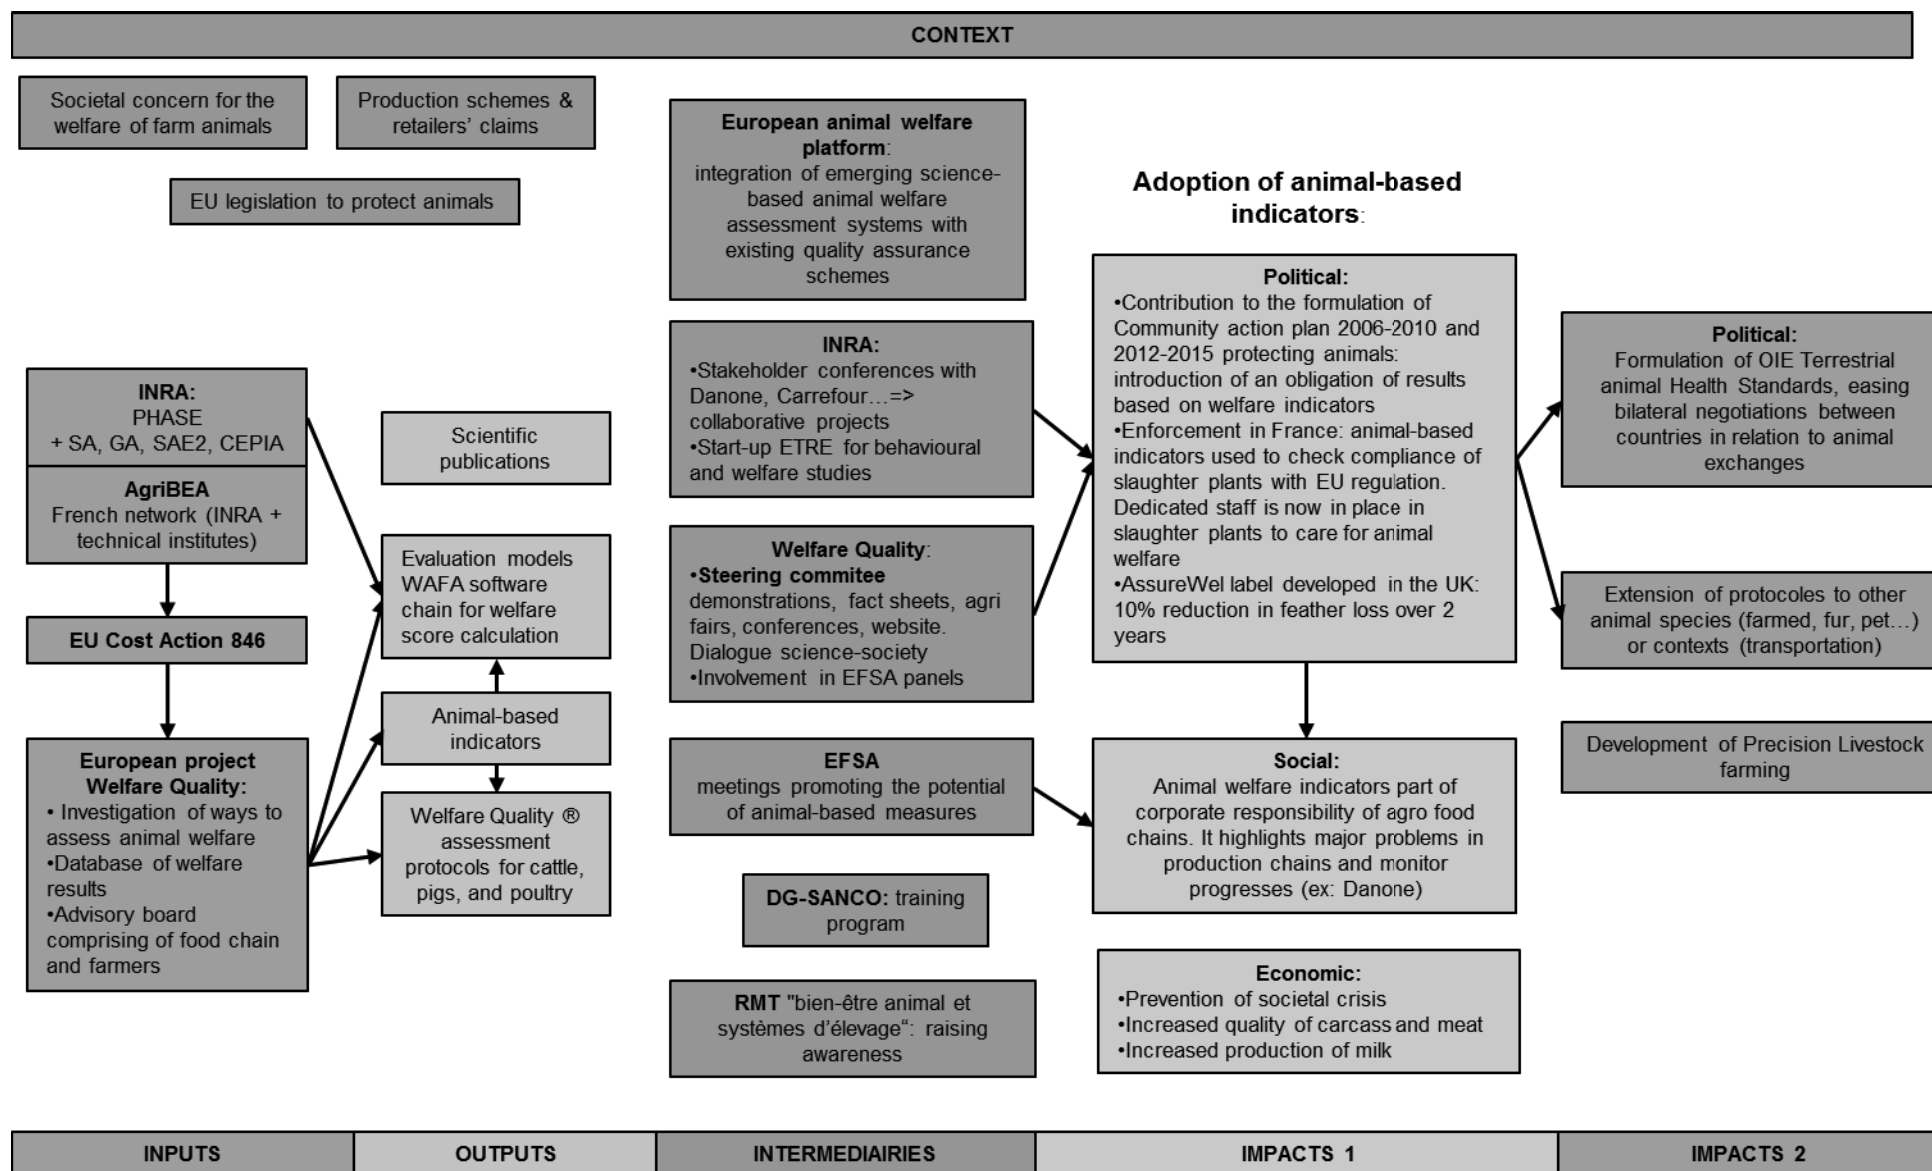 CONTEXT
Societal concern for the
welfare of farm animals
Production schemes &
retailers' claims
EU legislation to protect animals
INRA:
PHASE
+ SA, GA, SAE2, CEPIA
AgriBEA
French network (INRA +
technical institutes)
EU Cost Action 846
European project
Welfare Quality:
• Investigation of ways to
assess animal welfare
•Database of welfare
results
•Advisory board
comprising of food chain
and farmers
Scientific
publications
Evaluation models
WAFA software
chain for welfare
score calculation
Animal-based
indicators
Welfare Quality ®
assessment
protocols for cattle,
pigs, and poultry
European animal welfare
platform:
integration of emerging science-
based animal welfare
assessment systems with
existing quality assurance
schemes
INRA:
•Stakeholder conferences with
Danone, Carrefour…=>
collaborative projects
•Start-up ETRE for behavioural
and welfare studies
Welfare Quality:
•Steering commitee
demonstrations, fact sheets, agri
fairs, conferences, website.
Dialogue science-society
•Involvement in EFSA panels
EFSA
meetings promoting the potential
of animal-based measures
DG-SANCO: training
program
RMT "bien-être animal et
systèmes d'élevage“: raising
awareness
Adoption of animal-based
indicators:
Political:
•Contribution to the formulation of
Community action plan 2006-2010 and
2012-2015 protecting animals:
introduction of an obligation of results
based on welfare indicators
•Enforcement in France: animal-based
indicators used to check compliance of
slaughter plants with EU regulation.
Dedicated staff is now in place in
slaughter plants to care for animal
welfare
•AssureWel label developed in the UK:
10% reduction in feather loss over 2
years
Social:
Animal welfare indicators part of
corporate responsibility of agro food
chains. It highlights major problems in
production chains and monitor
progresses (ex: Danone)
Economic:
•Prevention of societal crisis
•Increased quality of carcass and meat
•Increased production of milk
Political:
Formulation of OIE Terrestrial
animal Health Standards, easing
bilateral negotiations between
countries in relation to animal
exchanges
Extension of protocoles to other
animal species (farmed, fur, pet…)
or contexts (transportation)
Development of Precision Livestock
farming
INPUTS
OUTPUTS
INTERMEDIAIRIES
IMPACTS 1
IMPACTS 2